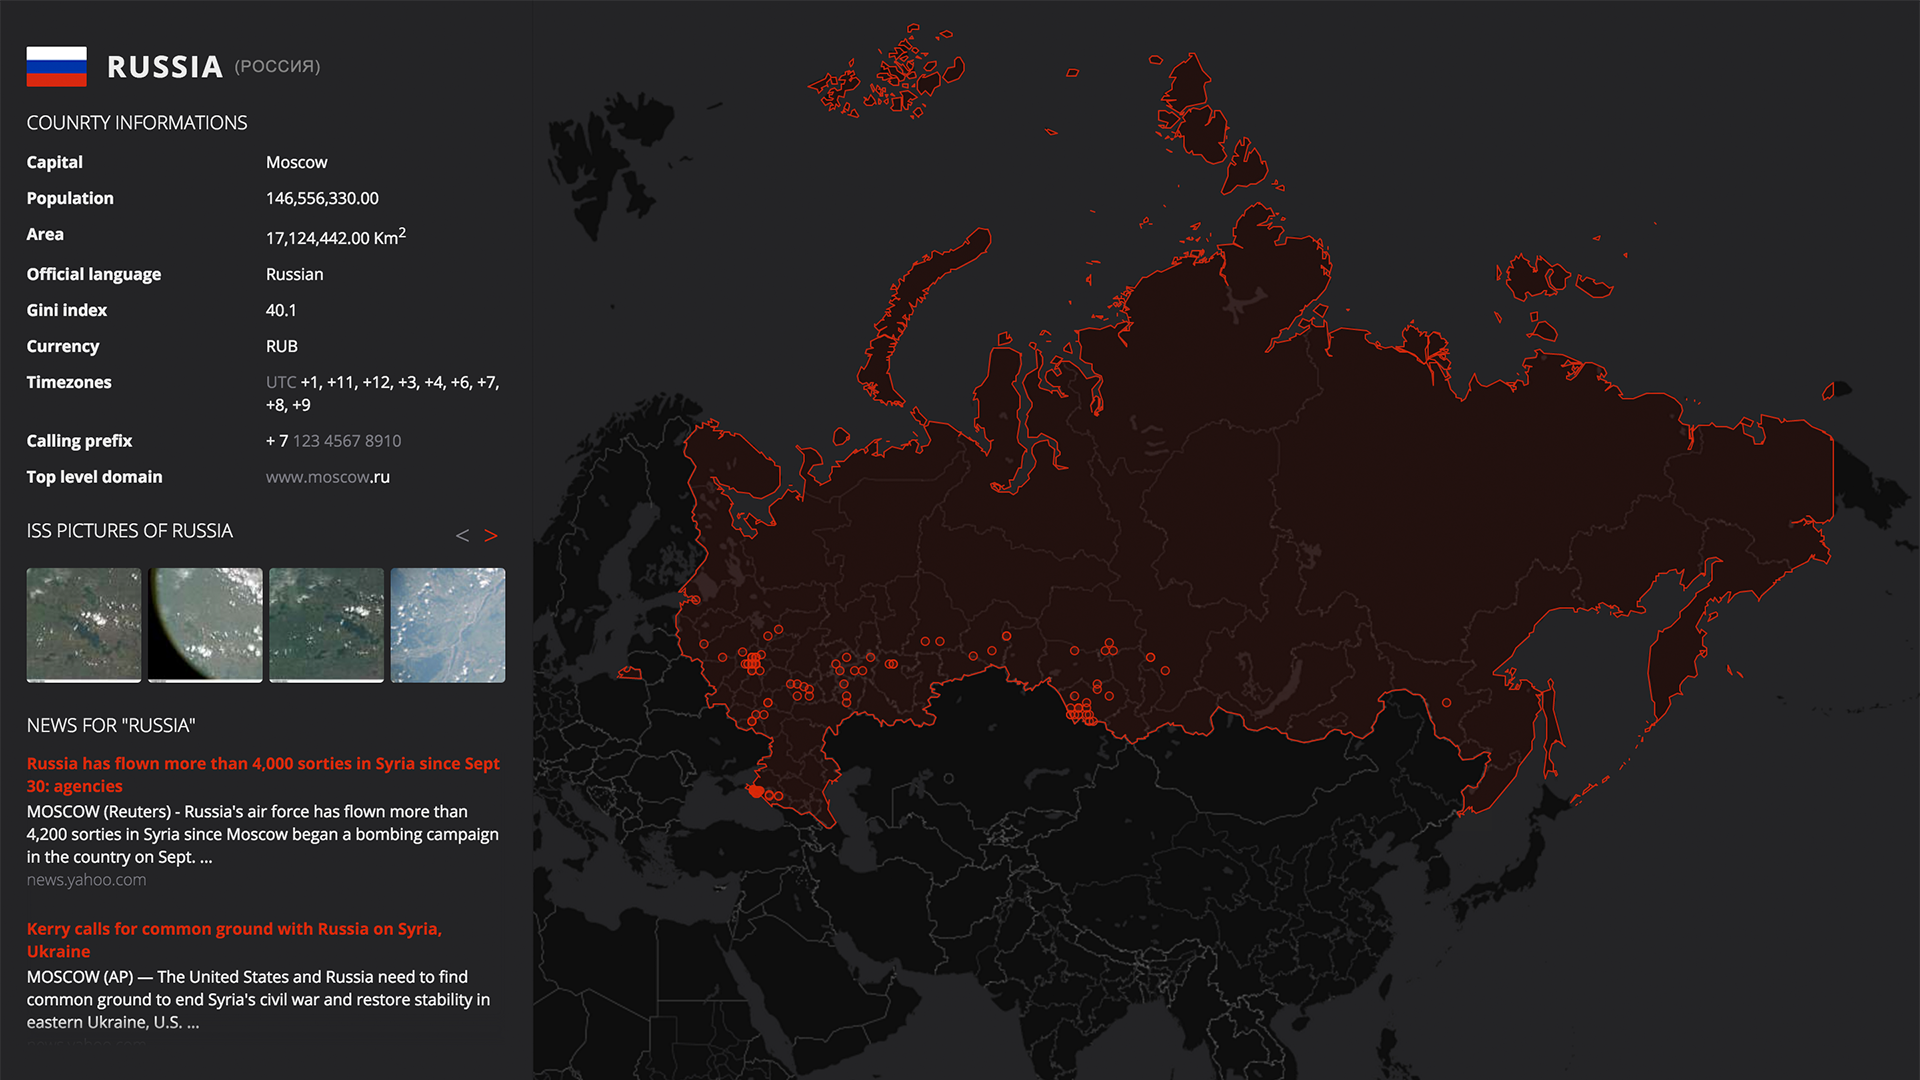 RUSSIA (РОССИЯ)
COUNRTY INFORMATIONS
Capital Moscow
Population 146,556,330.00
Area 17,124,442.00 Km2
Official language Russian
Gini index 40.1
Currency RUB
Timezones UTC +1, +11, +12, +3, +4, +6, +7,
+8, +9
Calling prefix + 7 123 4567 8910
Top level domain www.moscow.ru
ISS PICTURES OF RUSSIA < >
NEWS FOR "RUSSIA"
Russia has flown more than 4,000 sorties in Syria since Sept
30: agencies
MOSCOW (Reuters) - Russia's air force has flown more than
4,200 sorties in Syria since Moscow began a bombing campaign
in the country on Sept. ...
news.yahoo.com
Kerry calls for common ground with Russia on Syria,
Ukraine
MOSCOW (AP) — The United States and Russia need to find
common ground to end Syria's civil war and restore stability in
eastern Ukraine, U.S. ...
news.yahoo.com